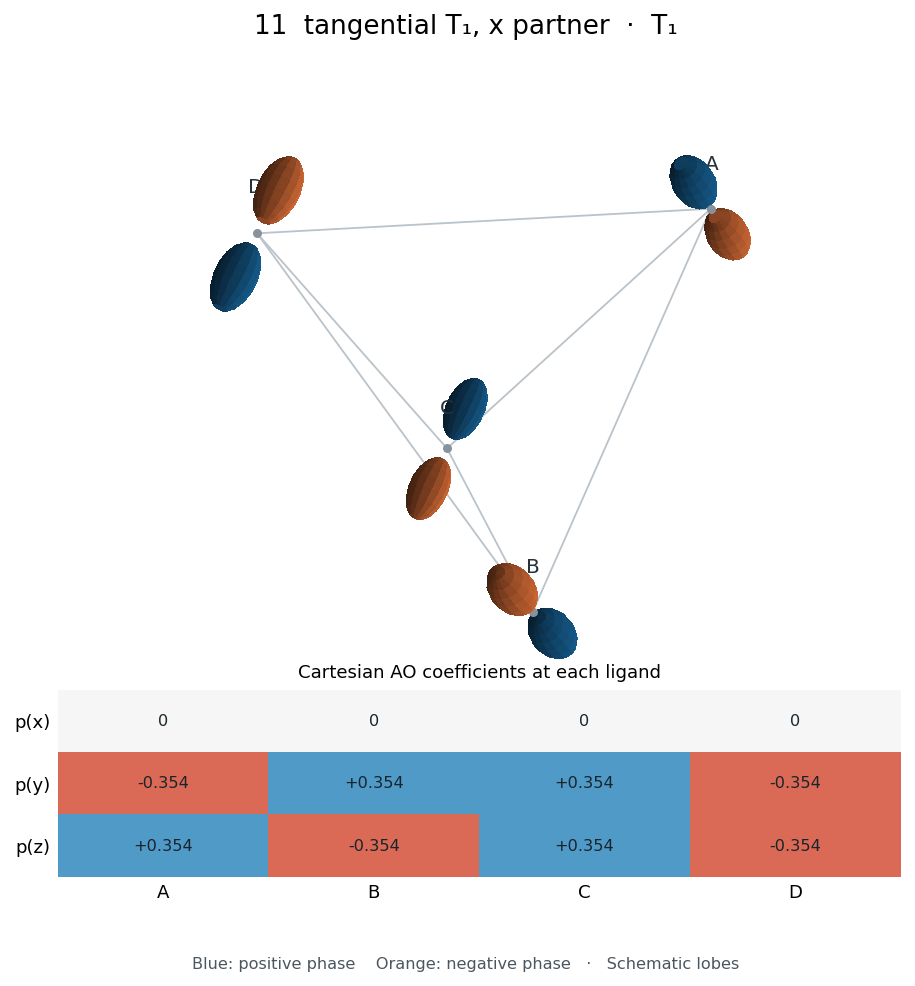 11 tangential T₁, x partner · T₁
D
A
C
B
Cartesian AO coefficients at each ligand
p(x) 0 0 0 0
p(y) -0.354 +0.354 +0.354 -0.354
p(z) +0.354 -0.354 +0.354 -0.354
A B C D
Blue: positive phase Orange: negative phase · Schematic lobes